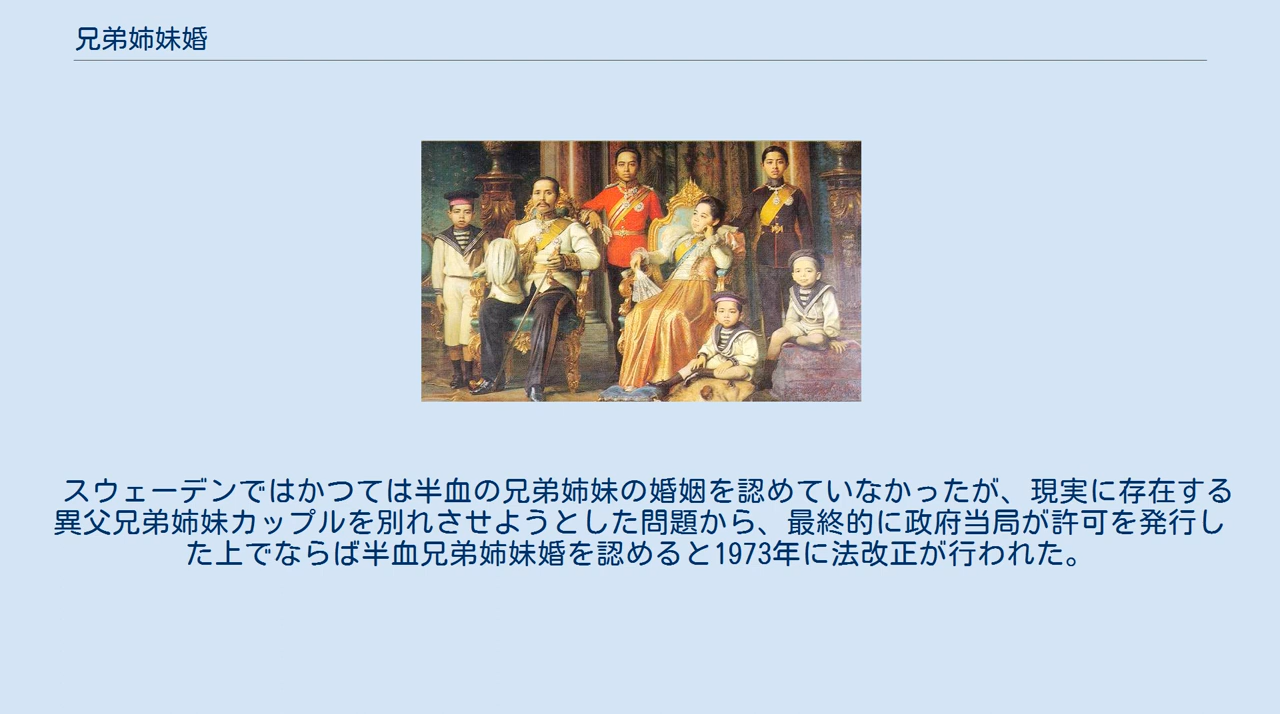 兄弟姉妹婚
スウェーデンではかつては半血の兄弟姉妹の婚姻を認めていなかったが、現実に存在する
異父兄弟姉妹カップルを別れさせようとした問題から、最終的に政府当局が許可を発行し
た上でならば半血兄弟姉妹婚を認めると1973年に法改正が行われた。